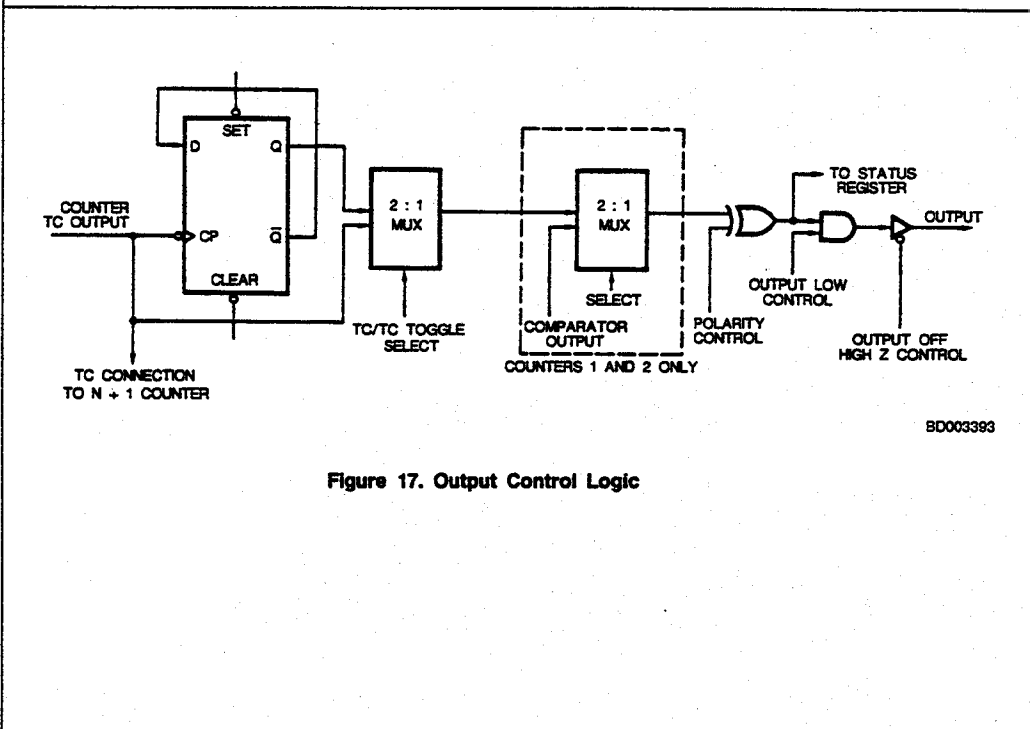 SET
D
Q
COUNTER
TC OUTPUT
CP
Q̅
CLEAR
2 : 1
MUX
TC/TC TOGGLE
SELECT
TC CONNECTION
TO N + 1 COUNTER
2 : 1
MUX
SELECT
COMPARATOR
OUTPUT
COUNTERS 1 AND 2 ONLY
POLARITY
CONTROL
TO STATUS
REGISTER
OUTPUT LOW
CONTROL
OUTPUT
OUTPUT OFF
HIGH Z CONTROL
BD003393
Figure 17. Output Control Logic